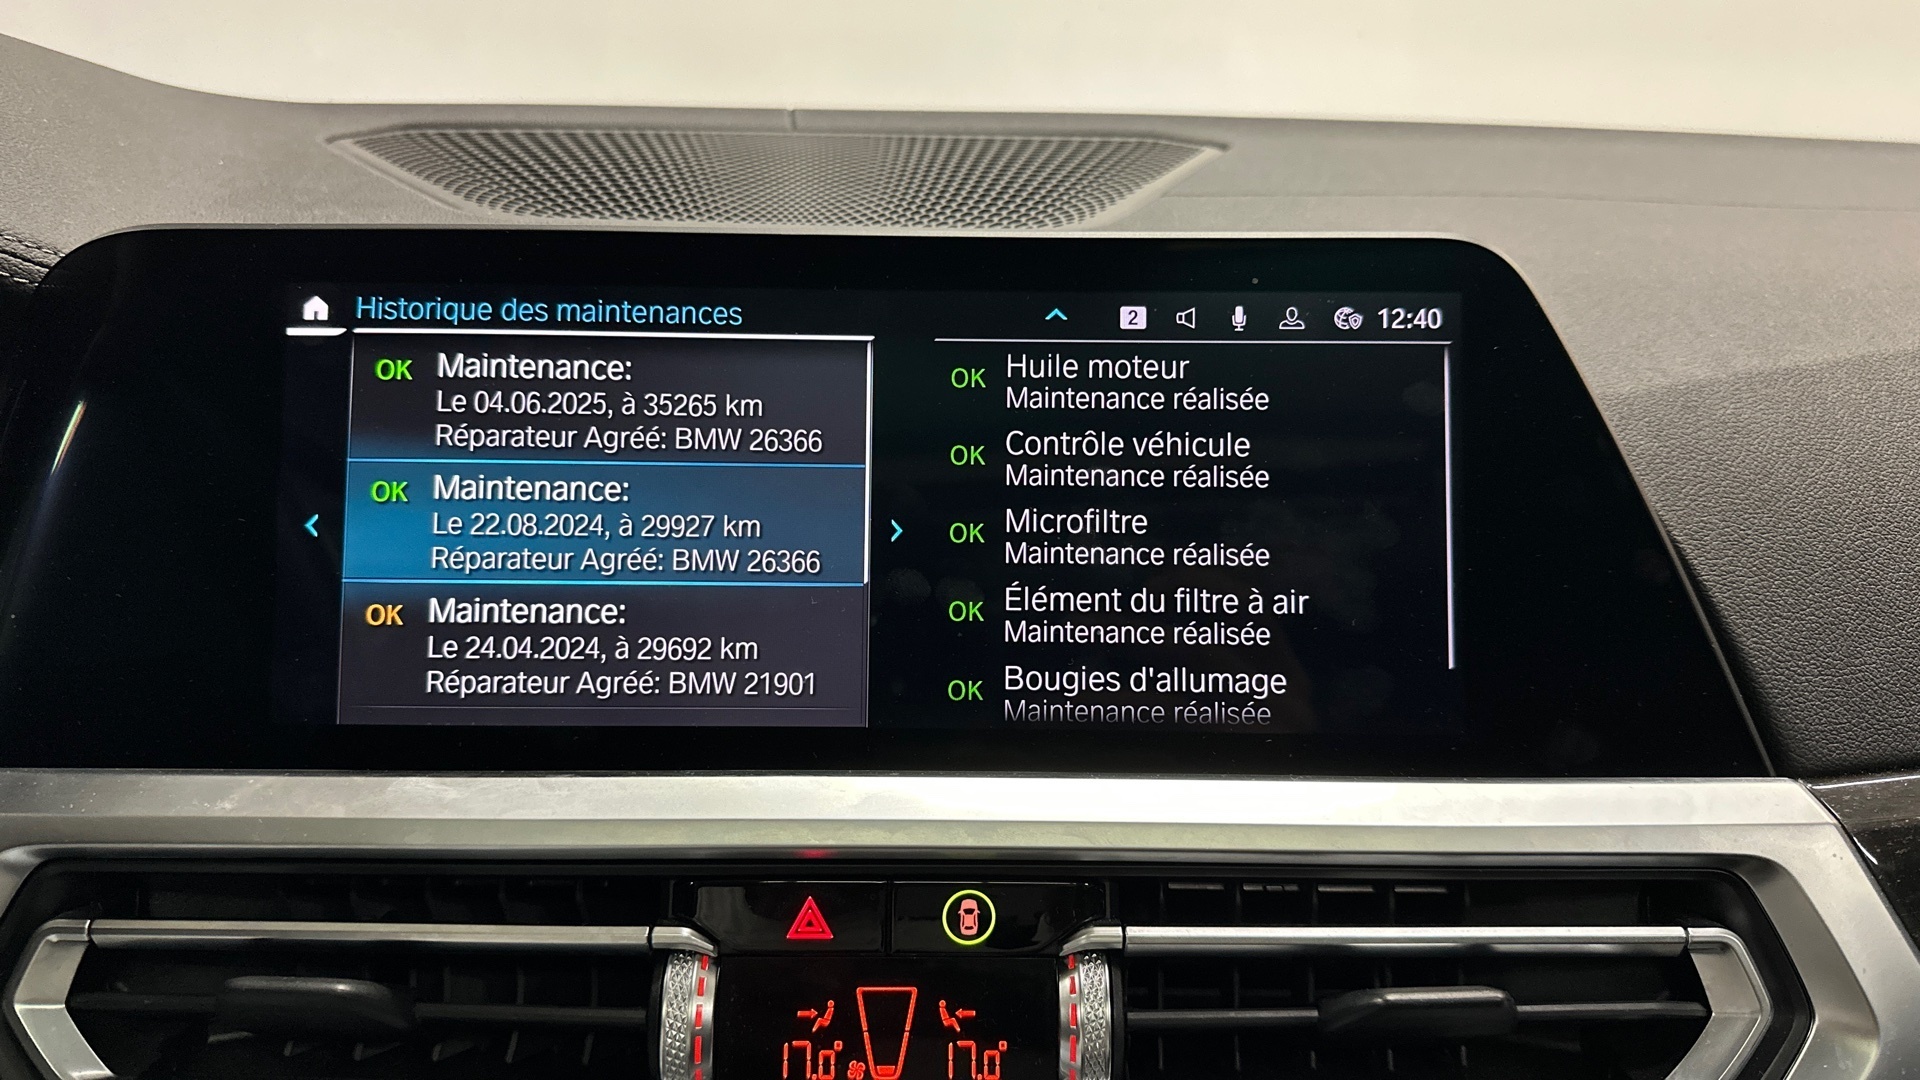 Historique des maintenances
2
12:40
OK Maintenance:
Le 04.06.2025, à 35265 km
Réparateur Agréé: BMW 26366
OK Maintenance:
Le 22.08.2024, à 29927 km
Réparateur Agréé: BMW 26366
OK Maintenance:
Le 24.04.2024, à 29692 km
Réparateur Agréé: BMW 21901
OK Huile moteur
Maintenance réalisée
OK Contrôle véhicule
Maintenance réalisée
OK Microfiltre
Maintenance réalisée
OK Élément du filtre à air
Maintenance réalisée
OK Bougies d'allumage
Maintenance réalisée
17.0° 17.0°